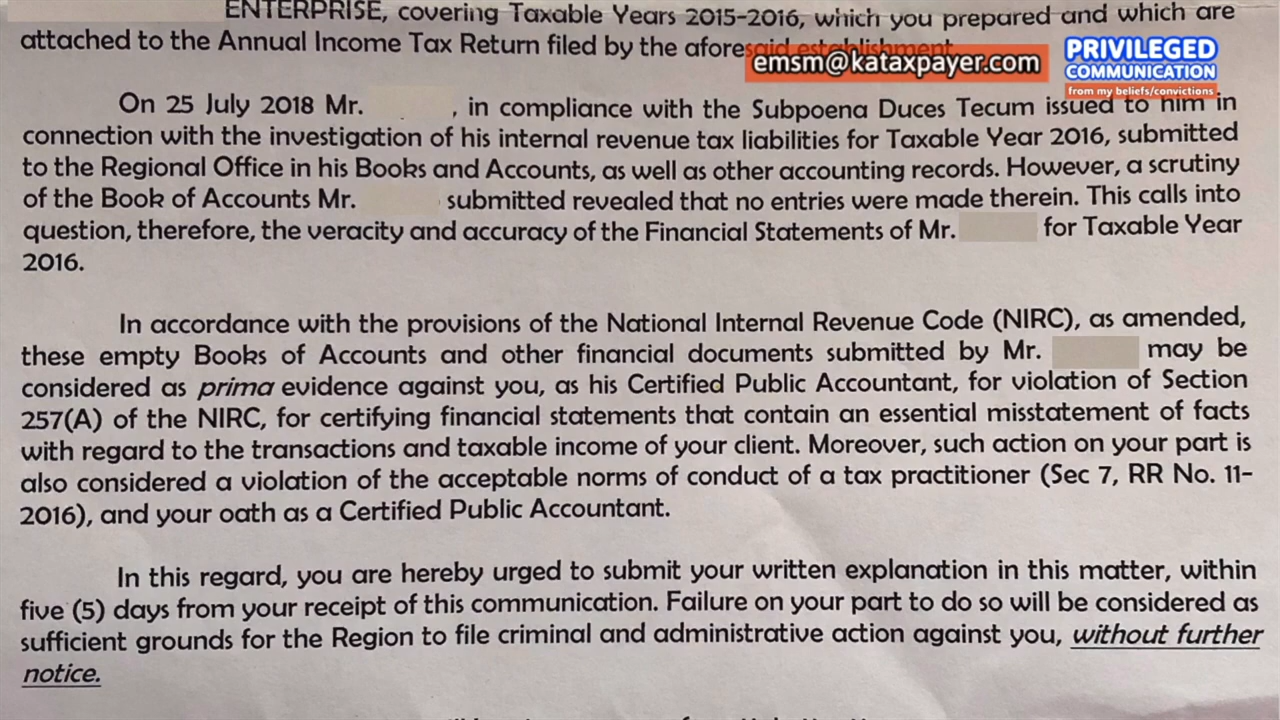 ENTERPRISE, covering Taxable Years 2015-2016, which you prepared and which are
attached to the Annual Income Tax Return filed by the aforesaid establishment.
emsm@kataxpayer.com
PRIVILEGED
COMMUNICATION
from my beliefs/convictions
On 25 July 2018 Mr. , in compliance with the Subpoena Duces Tecum issued to him in
connection with the investigation of his internal revenue tax liabilities for Taxable Year 2016, submitted
to the Regional Office in his Books and Accounts, as well as other accounting records. However, a scrutiny
of the Book of Accounts Mr. submitted revealed that no entries were made therein. This calls into
question, therefore, the veracity and accuracy of the Financial Statements of Mr. for Taxable Year
2016.
In accordance with the provisions of the National Internal Revenue Code (NIRC), as amended,
these empty Books of Accounts and other financial documents submitted by Mr. may be
considered as prima evidence against you, as his Certified Public Accountant, for violation of Section
257(A) of the NIRC, for certifying financial statements that contain an essential misstatement of facts
with regard to the transactions and taxable income of your client. Moreover, such action on your part is
also considered a violation of the acceptable norms of conduct of a tax practitioner (Sec 7, RR No. 11-
2016), and your oath as a Certified Public Accountant.
In this regard, you are hereby urged to submit your written explanation in this matter, within
five (5) days from your receipt of this communication. Failure on your part to do so will be considered as
sufficient grounds for the Region to file criminal and administrative action against you, without further
notice.